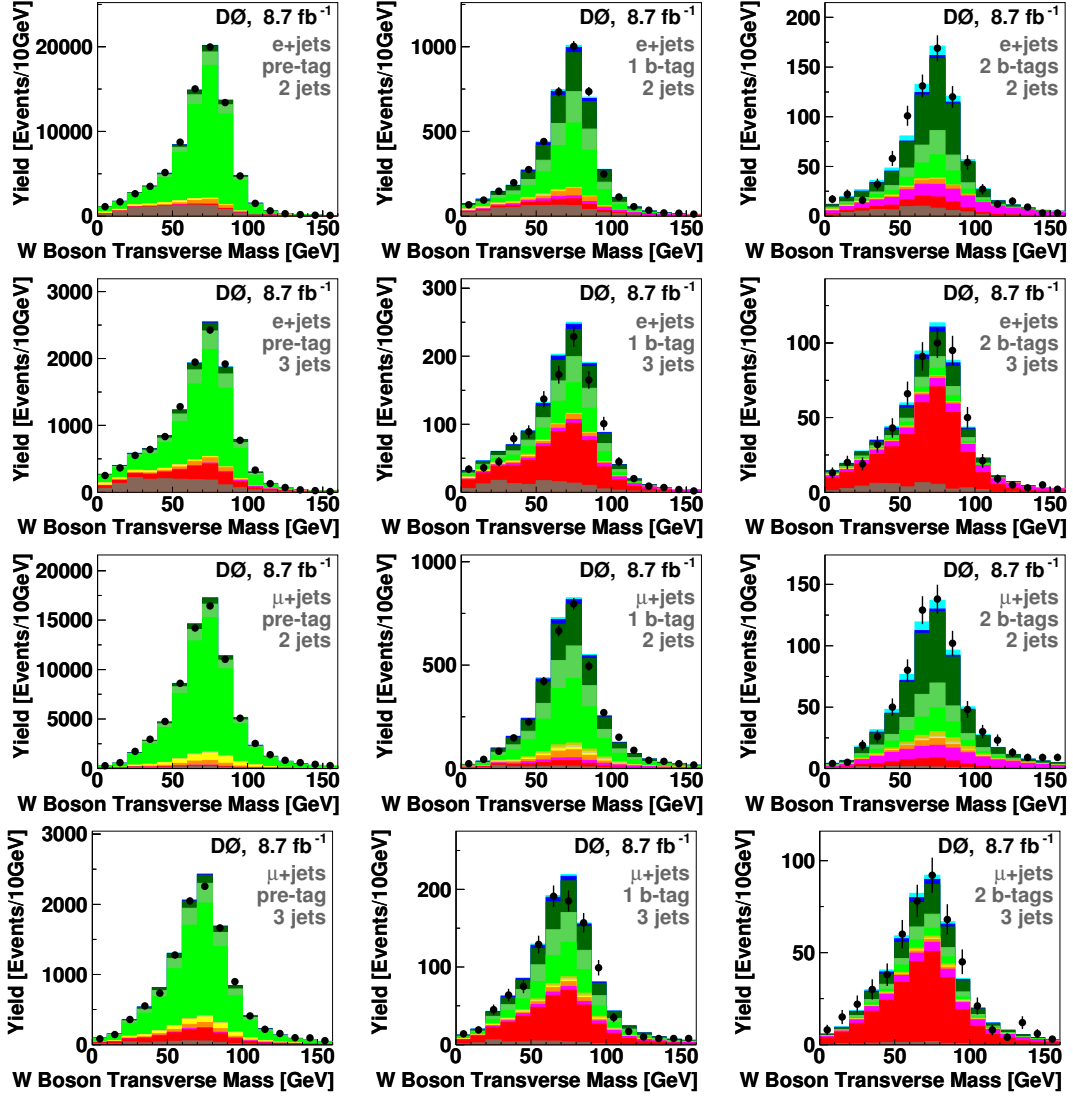 DØ, 8.7 fb-1
e+jets
pre-tag
2 jets
Yield [Events/10GeV]
20000
15000
10000
5000
0
0 50 100 150
W Boson Transverse Mass [GeV]
DØ, 8.7 fb-1
e+jets
1 b-tag
2 jets
Yield [Events/10GeV]
1000
500
0
0 50 100 150
W Boson Transverse Mass [GeV]
DØ, 8.7 fb-1
e+jets
2 b-tags
2 jets
Yield [Events/10GeV]
200
150
100
50
0
0 50 100 150
W Boson Transverse Mass [GeV]
DØ, 8.7 fb-1
e+jets
pre-tag
3 jets
Yield [Events/10GeV]
3000
2000
1000
0
0 50 100 150
W Boson Transverse Mass [GeV]
DØ, 8.7 fb-1
e+jets
1 b-tag
3 jets
Yield [Events/10GeV]
300
200
100
0
0 50 100 150
W Boson Transverse Mass [GeV]
DØ, 8.7 fb-1
e+jets
2 b-tags
3 jets
Yield [Events/10GeV]
100
50
0
0 50 100 150
W Boson Transverse Mass [GeV]
DØ, 8.7 fb-1
μ+jets
pre-tag
2 jets
Yield [Events/10GeV]
20000
15000
10000
5000
0
0 50 100 150
W Boson Transverse Mass [GeV]
DØ, 8.7 fb-1
μ+jets
1 b-tag
2 jets
Yield [Events/10GeV]
1000
500
0
0 50 100 150
W Boson Transverse Mass [GeV]
DØ, 8.7 fb-1
μ+jets
2 b-tags
2 jets
Yield [Events/10GeV]
150
100
50
0
0 50 100 150
W Boson Transverse Mass [GeV]
DØ, 8.7 fb-1
μ+jets
pre-tag
3 jets
Yield [Events/10GeV]
3000
2000
1000
0
0 50 100 150
W Boson Transverse Mass [GeV]
DØ, 8.7 fb-1
μ+jets
1 b-tag
3 jets
Yield [Events/10GeV]
200
100
0
0 50 100 150
W Boson Transverse Mass [GeV]
DØ, 8.7 fb-1
μ+jets
2 b-tags
3 jets
Yield [Events/10GeV]
100
50
0
0 50 100 150
W Boson Transverse Mass [GeV]